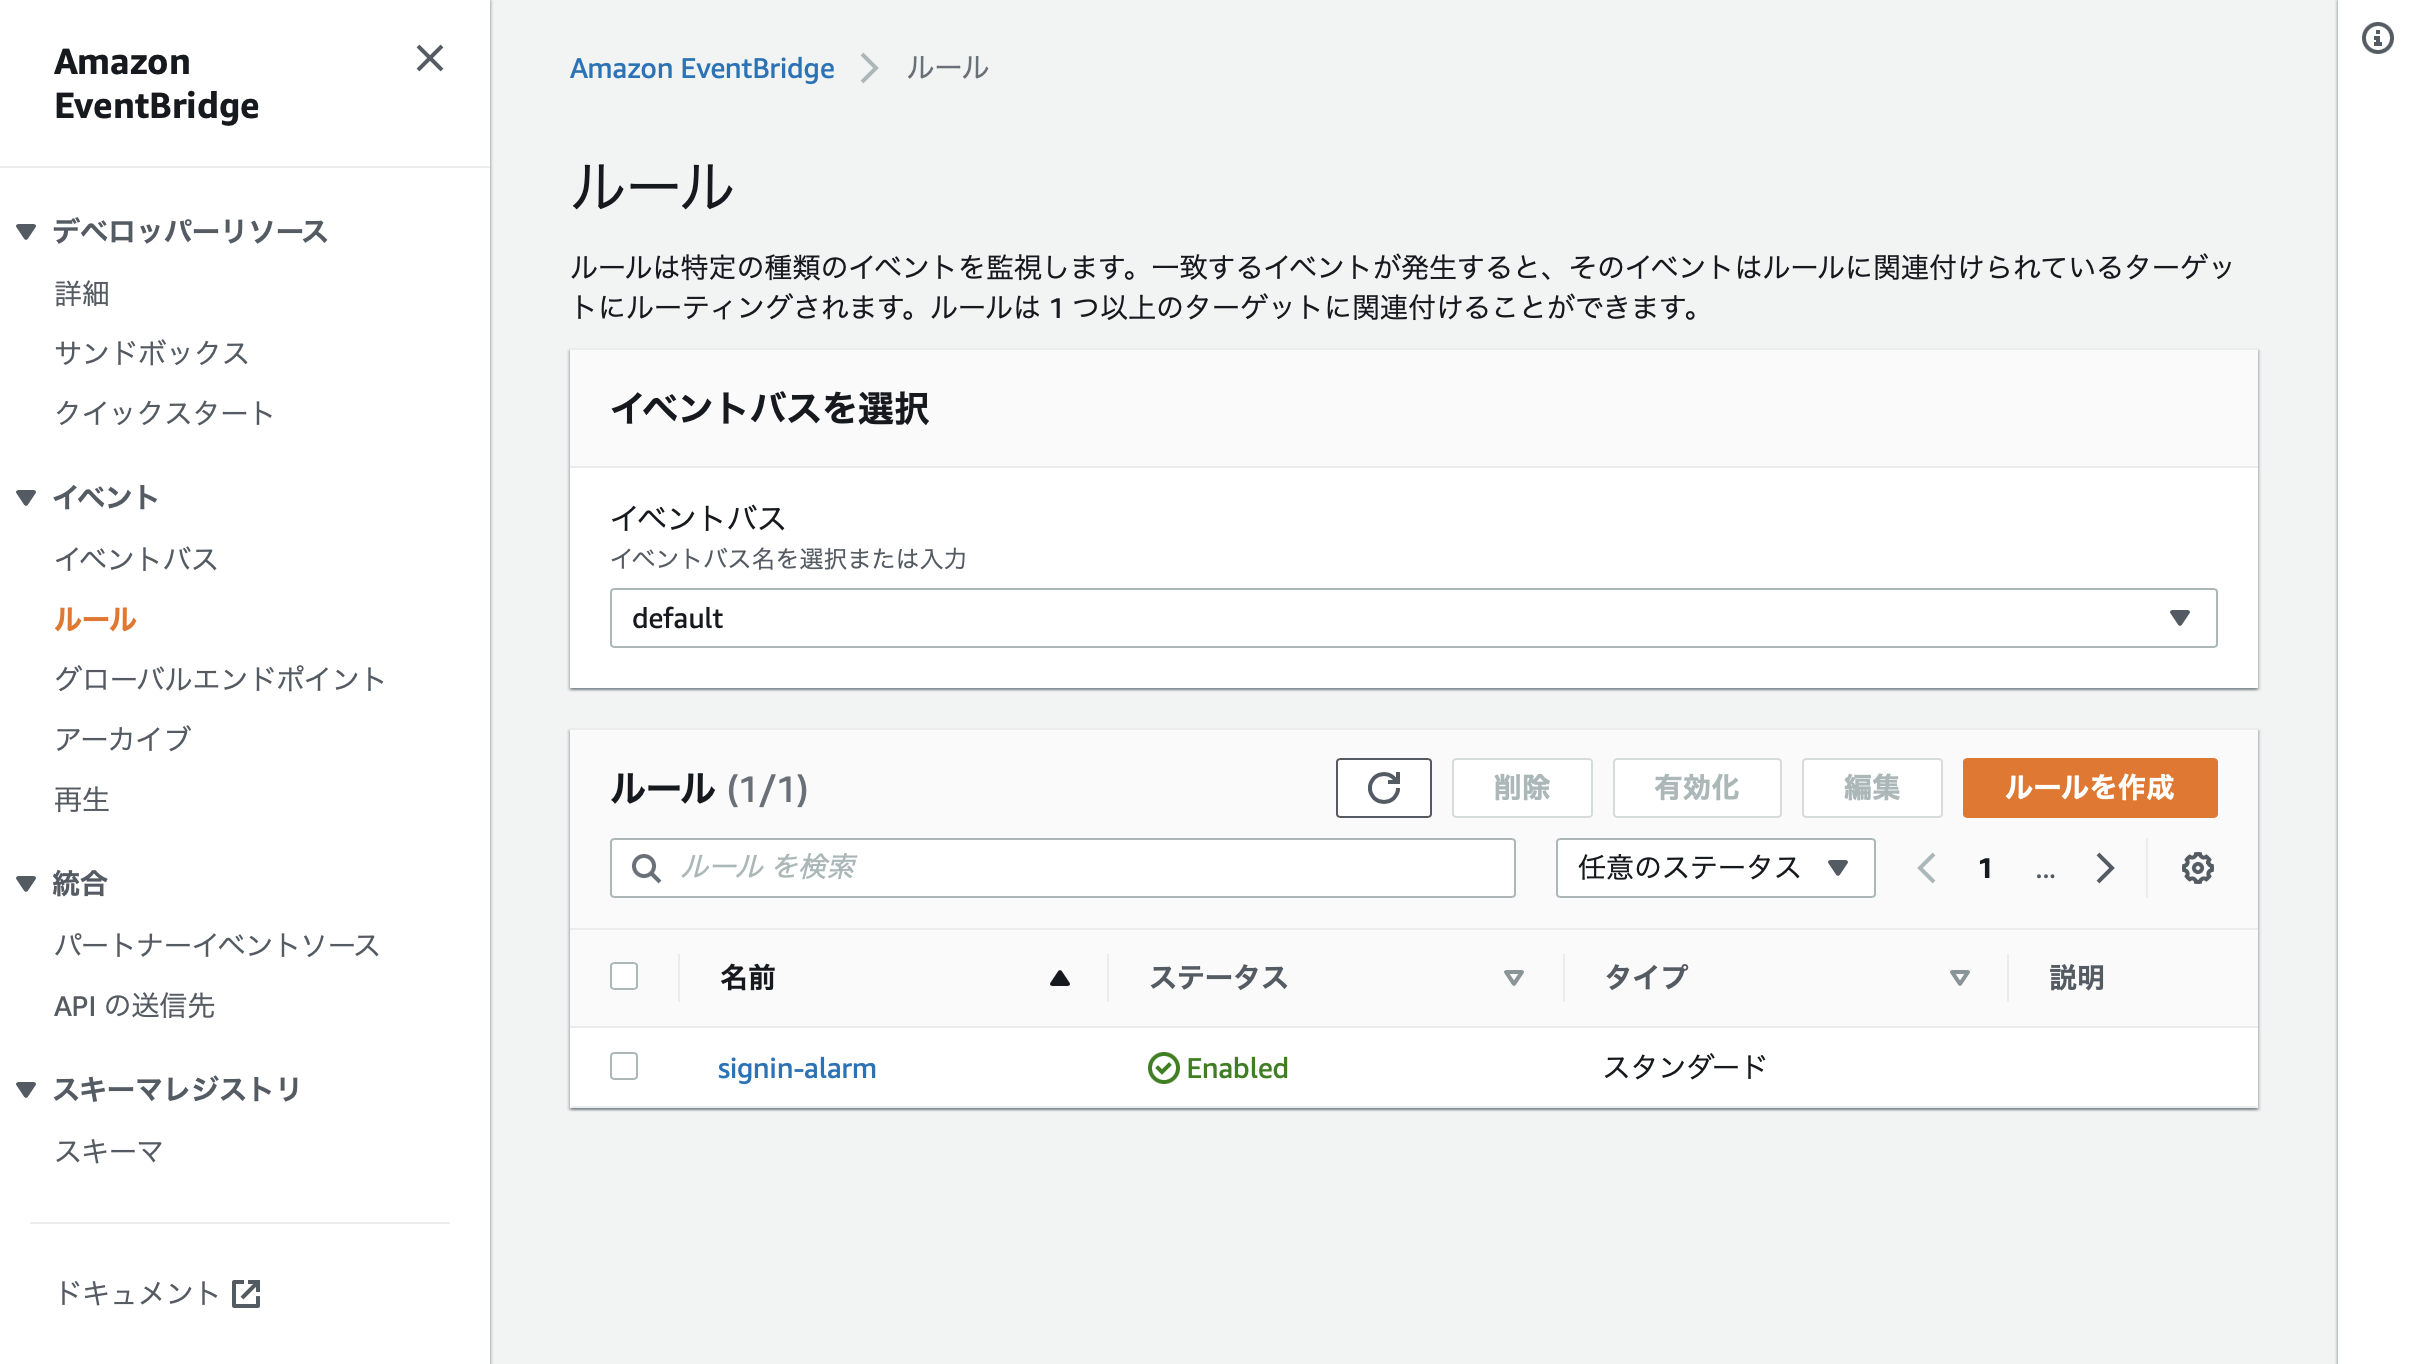 Amazon
EventBridge
デベロッパーリソース
詳細
サンドボックス
クイックスタート
イベント
イベントバス
ルール
グローバルエンドポイント
アーカイブ
再生
統合
パートナーイベントソース
API の送信先
スキーマレジストリ
スキーマ
ドキュメント
Amazon EventBridge ルール
ルール
ルールは特定の種類のイベントを監視します。一致するイベントが発生すると、そのイベントはルールに関連付けられているターゲッ
トにルーティングされます。ルールは 1 つ以上のターゲットに関連付けることができます。
イベントバスを選択
イベントバス
イベントバス名を選択または入力
default
ルール (1/1) 削除 有効化 編集 ルールを作成
ルール を検索 任意のステータス 1 ...
名前 ステータス タイプ 説明
signin-alarm Enabled スタンダード